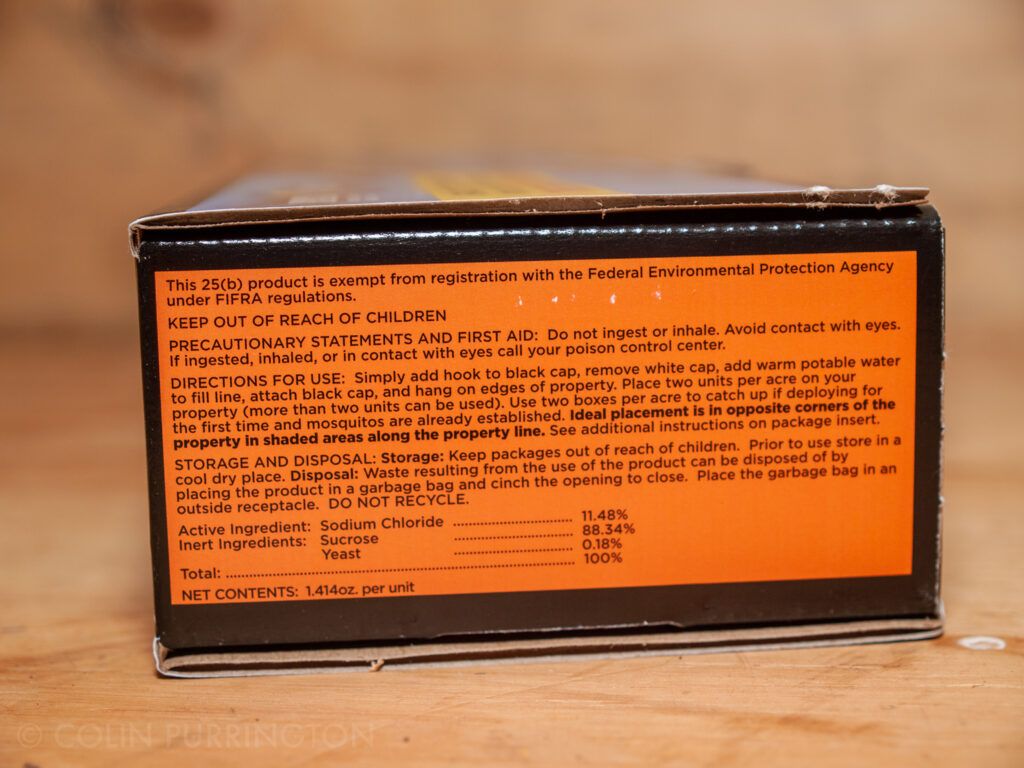 This 25(b) product is exempt from registration with the Federal Environmental Protection Agency
under FIFRA regulations.
KEEP OUT OF REACH OF CHILDREN
PRECAUTIONARY STATEMENTS AND FIRST AID: Do not ingest or inhale. Avoid contact with eyes.
If ingested, inhaled, or in contact with eyes call your poison control center.
DIRECTIONS FOR USE: Simply add hook to black cap, remove white cap, add warm potable water
to fill line, attach black cap, and hang on edges of property. Place two units per acre on your
property (more than two units can be used). Use two boxes per acre to catch up if deploying for
the first time and mosquitos are already established. Ideal placement is in opposite corners of the
property in shaded areas along the property line. See additional instructions on package insert.
STORAGE AND DISPOSAL: Storage: Keep packages out of reach of children. Prior to use store in a
cool dry place. Disposal: Waste resulting from the use of the product can be disposed of by
placing the product in a garbage bag and cinch the opening to close. Place the garbage bag in an
outside receptacle. DO NOT RECYCLE.
Active Ingredient: Sodium Chloride ........................ 11.48%
Inert Ingredients: Sucrose ........................ 88.34%
Yeast ........................ 0.18%
Total: ........................ 100%
NET CONTENTS: 1.414oz. per unit
© COLIN PURRINGTON